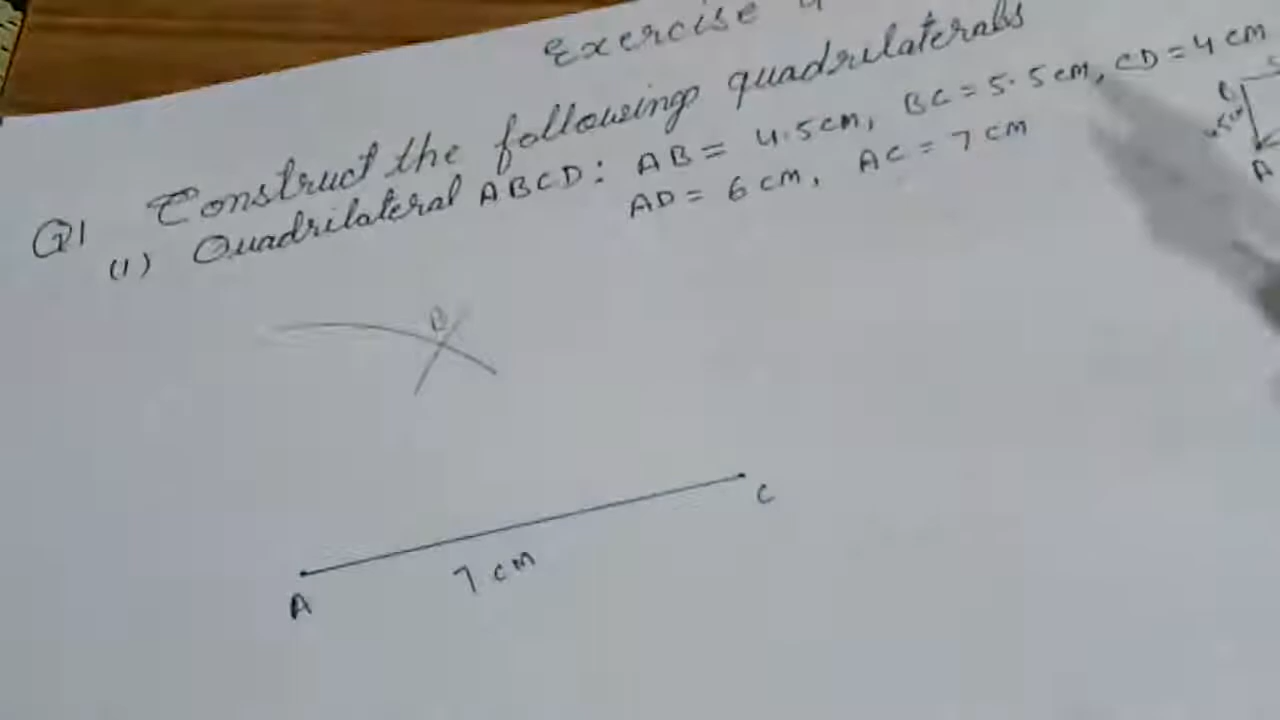 Exercise 4
Q1 Construct the following quadrilaterals
(1) Quadrilateral ABCD: AB = 4.5cm, BC = 5.5cm, CD = 4 cm
AD = 6 cm, AC = 7 cm
A
B
A
7 cm
C